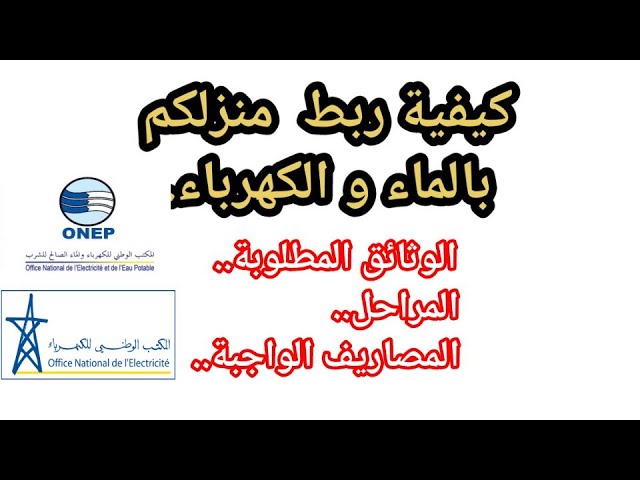 كيفية ربط منزلكم
بالماء و الكهرباء.
الوثائق المطلوبة..
المراحل..
المصاريف الواجبة..
ONEP
المكتب الوطني للكهرباء والماء الصالح للشرب
Office National de l'Electricité et de l'Eau Potable
المكتب الوطني للكهرباء
Office National de l'Electricité